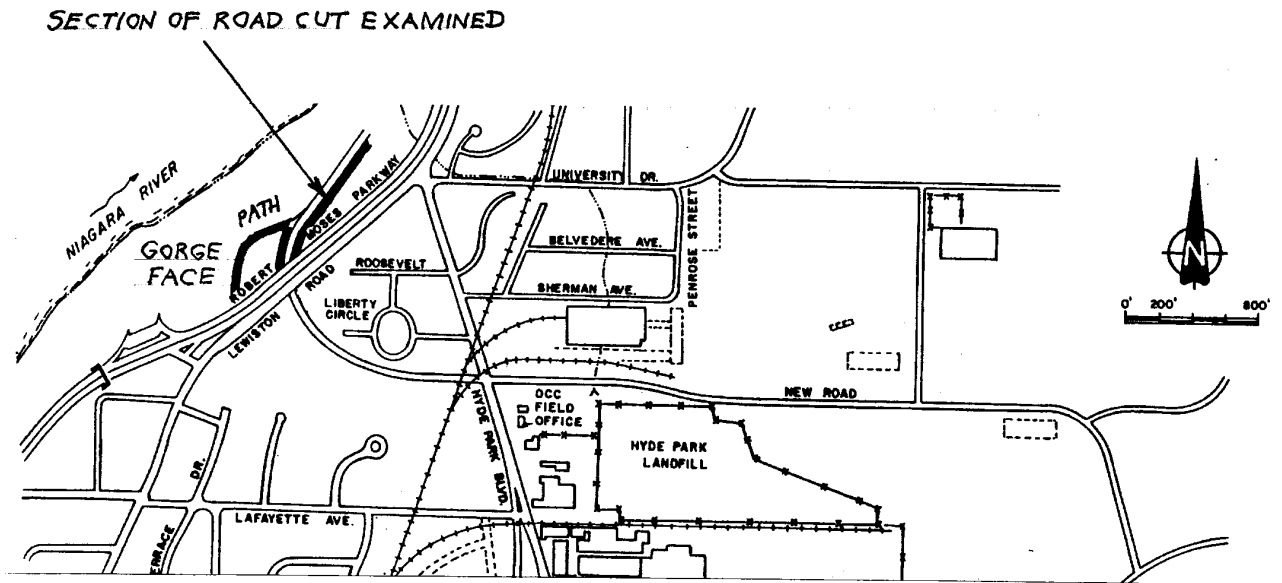 SECTION OF ROAD CUT EXAMINED
NIAGARA RIVER
PATH
GORGE
FACE
ROBERT MOSES PARKWAY
LEWISTON ROAD
UNIVERSITY DR.
BELVEDERE AVE.
SHERMAN AVE.
PENROSE STREET
ROOSEVELT
LIBERTY
CIRCLE
N
0' 200' 800'
NEW ROAD
HYDE PARK BLVD.
OCC
FIELD
OFFICE
HYDE PARK
LANDFILL
DR.
LAFAYETTE AVE.
ERRACE